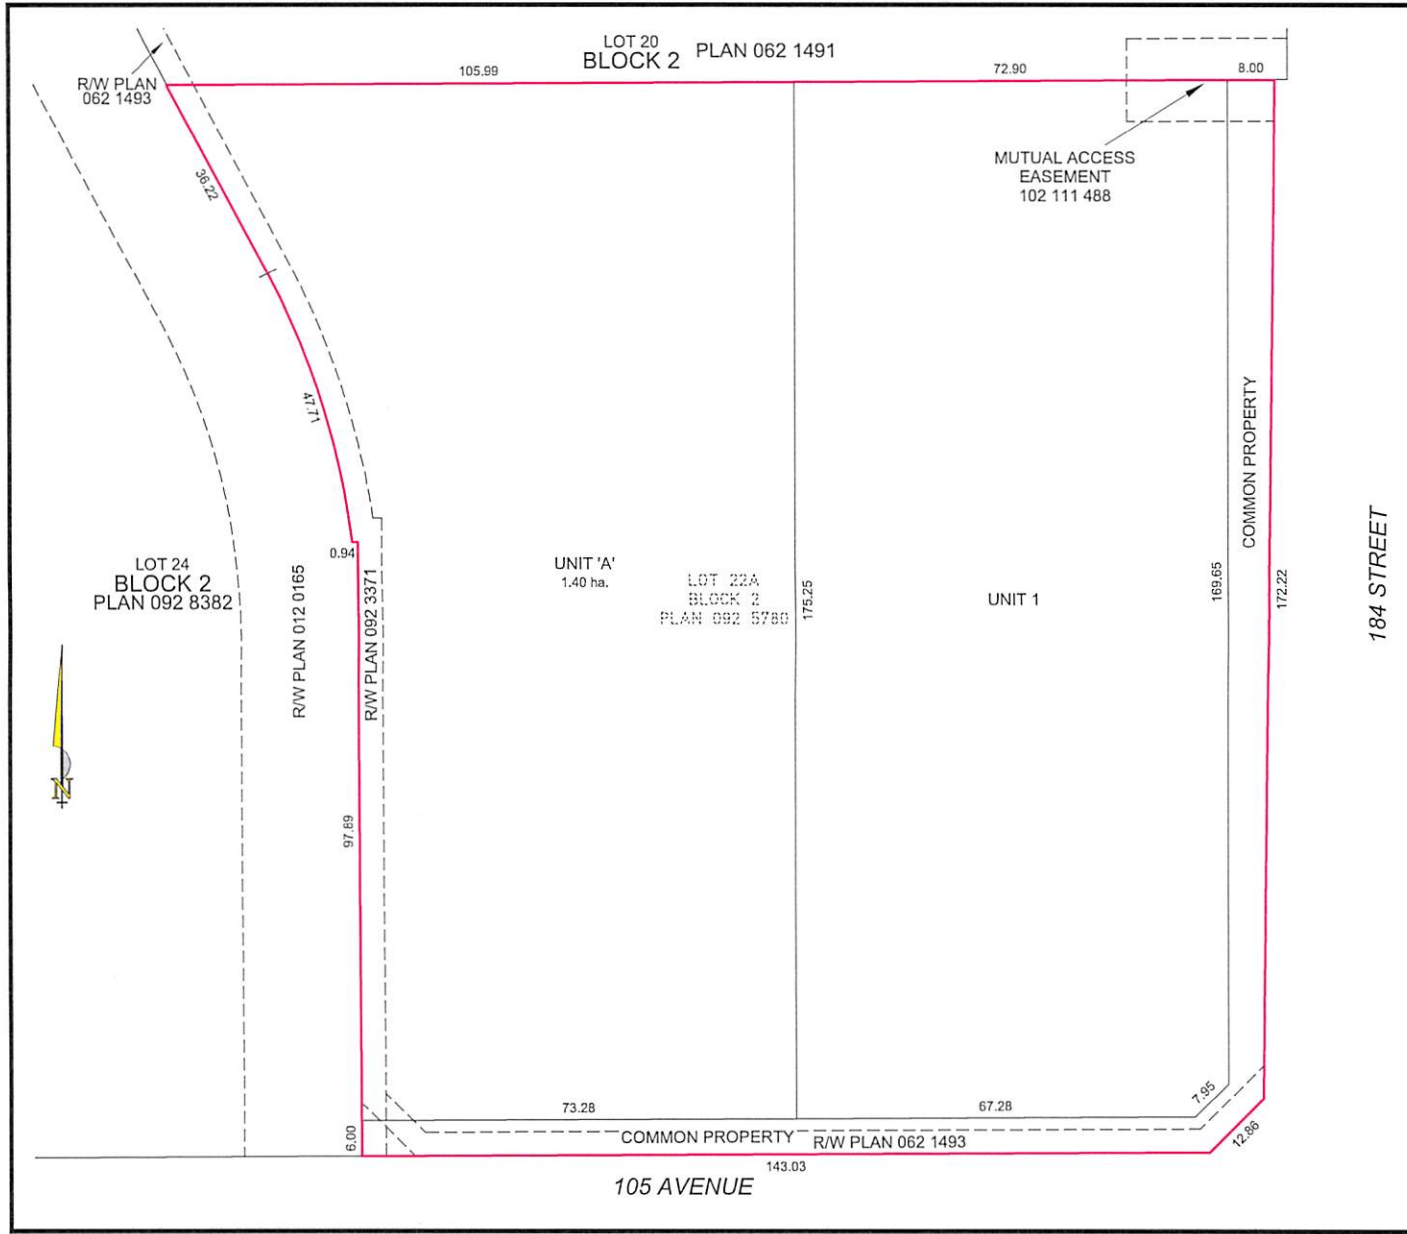 LOT 20
BLOCK 2
PLAN 062 1491
R/W PLAN
062 1493
105.99
72.90
8.00
MUTUAL ACCESS
EASEMENT
102 111 488
36.22
47.71
COMMON PROPERTY
184 STREET
LOT 24
BLOCK 2
PLAN 092 8382
R/W PLAN 012 0165
0.94
R/W PLAN 092 3371
UNIT 'A'
1.40 ha.
LOT 22A
BLOCK 2
PLAN 092 5780
175.25
UNIT 1
169.65
172.22
N
97.89
73.28
67.28
7.95
6.00
COMMON PROPERTY
R/W PLAN 062 1493
12.86
143.03
105 AVENUE